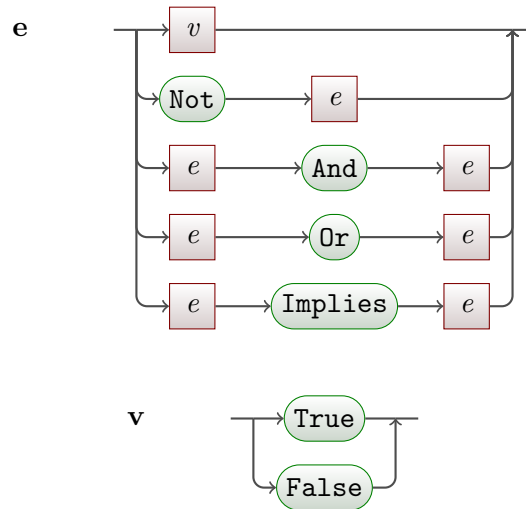 e v
Not e
e And e
e Or e
e Implies e
v True
False